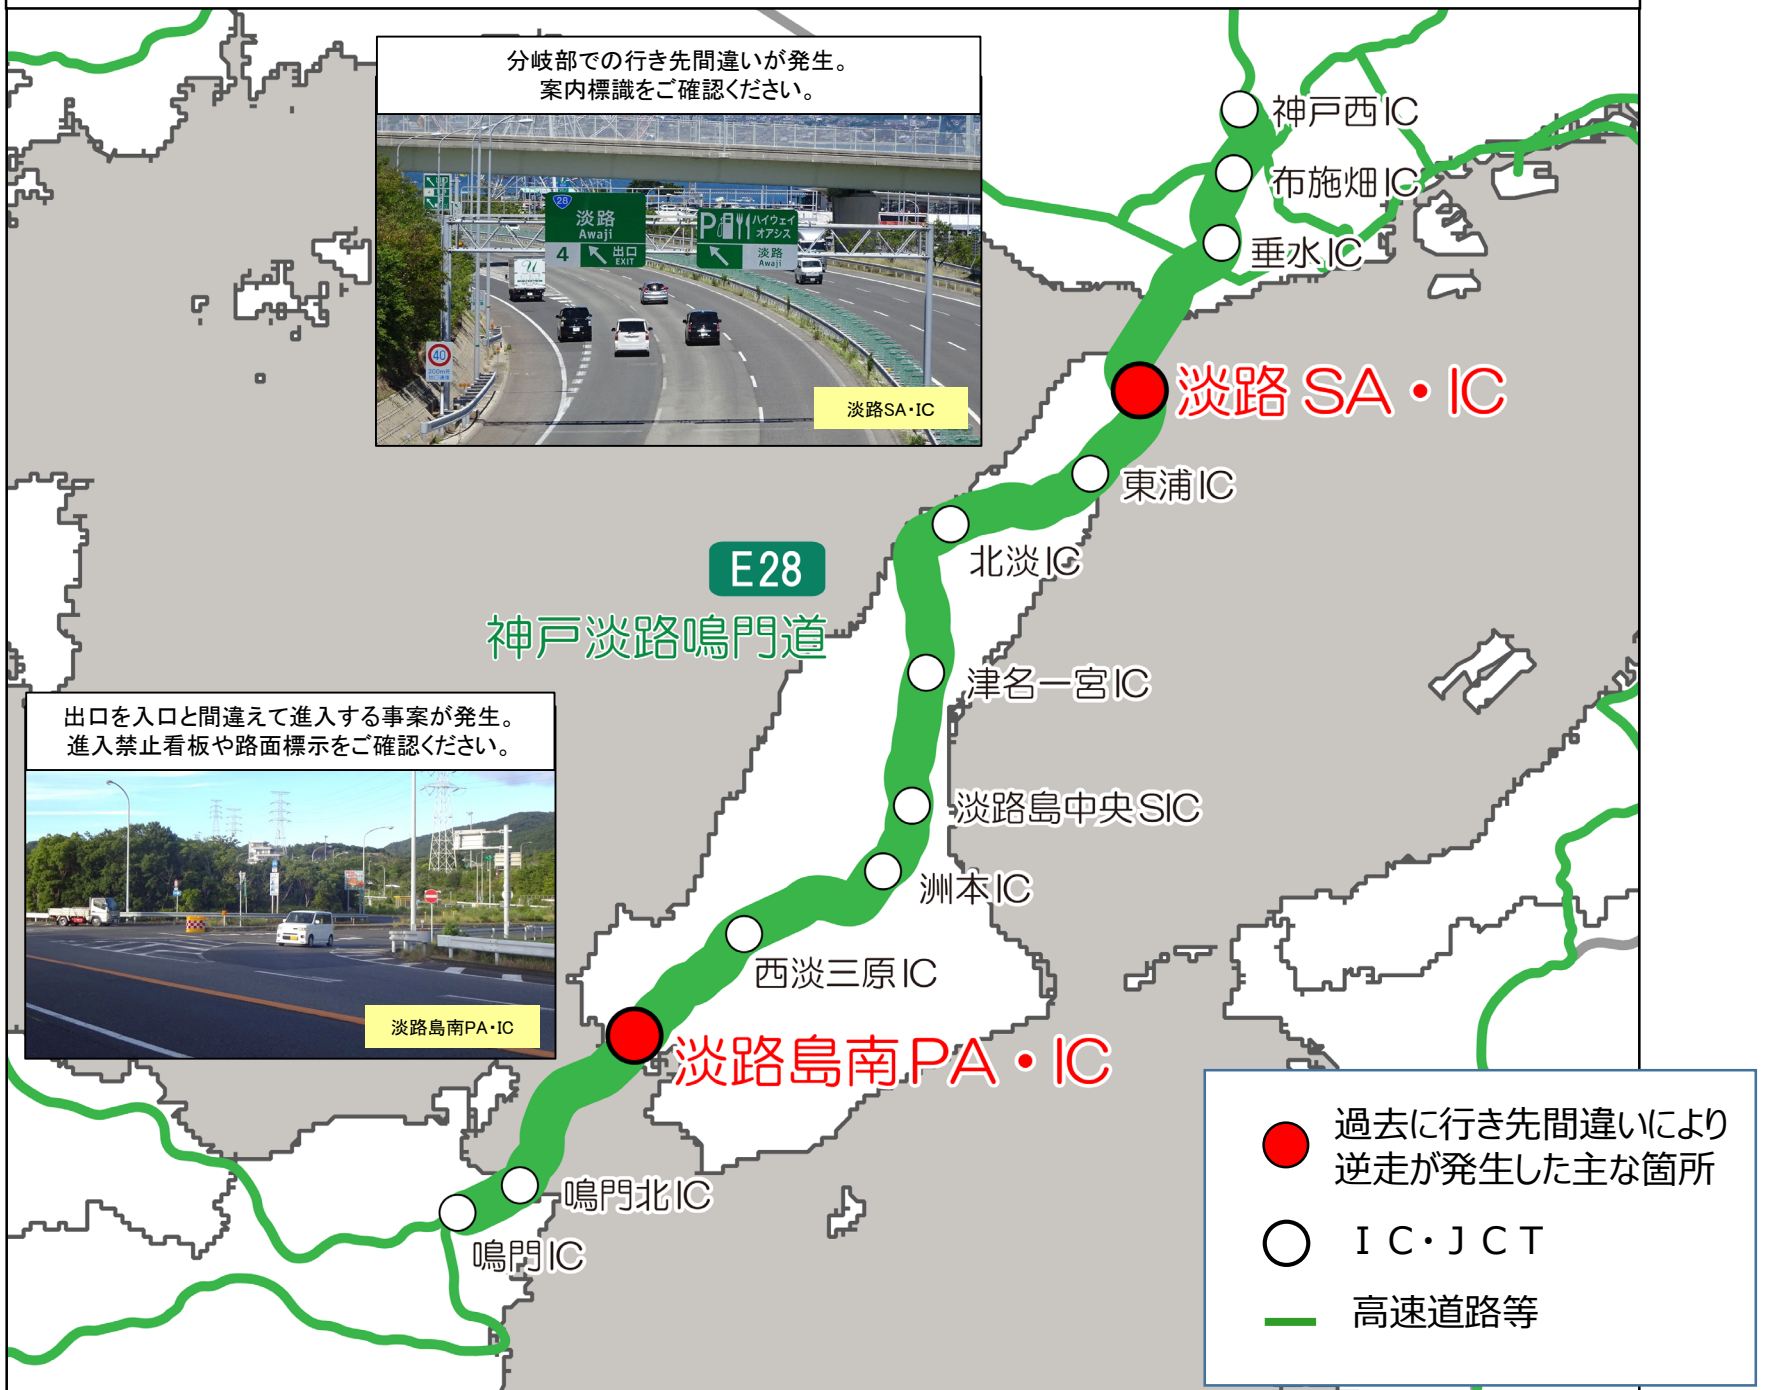 分岐部での行き先間違いが発生。
案内標識をご確認ください。
28
淡路
Awaji
4
出口
EXIT
P
ハイウェイ
オアシス
淡路
Awaji
40
淡路SA・IC
神戸西IC
布施畑IC
垂水IC
淡路SA・IC
東浦IC
北淡IC
E28
神戸淡路鳴門道
津名一宮IC
淡路島中央SIC
洲本IC
西淡三原IC
淡路島南PA・IC
鳴門北IC
鳴門IC
出口を入口と間違えて進入する事案が発生。
進入禁止看板や路面標示をご確認ください。
淡路島南PA・IC
過去に行き先間違いにより
逆走が発生した主な箇所
ＩＣ・ＪＣＴ
高速道路等